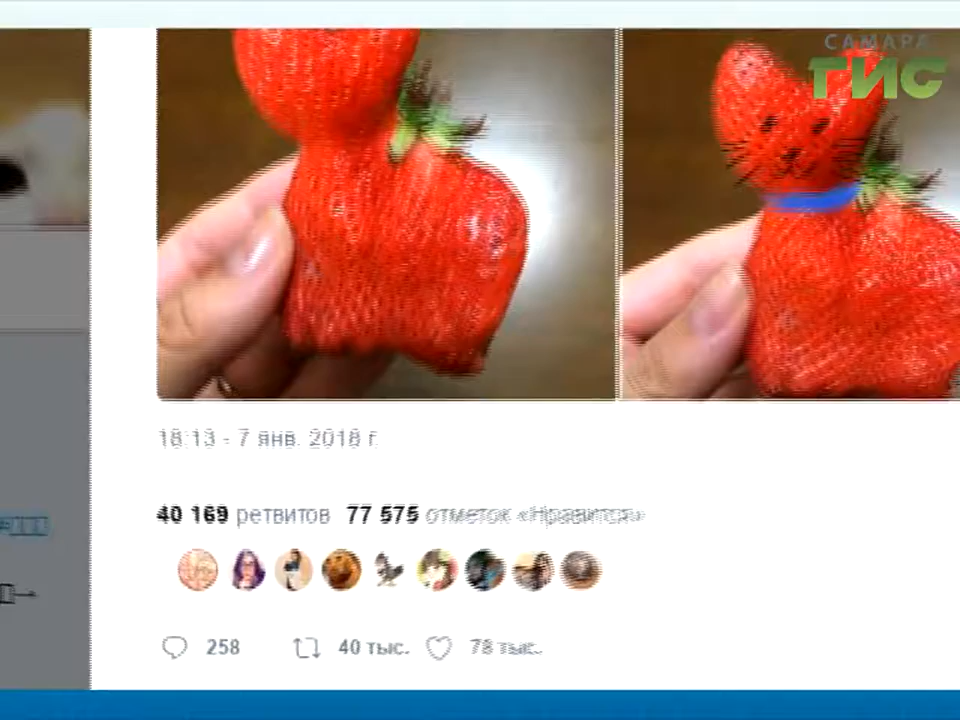 САМАРА
ГИС
18:13 - 7 янв. 2018 г.
40 169 ретвитов 77 575 отметок «Нравится»
258 40 тыс. 78 тыс.